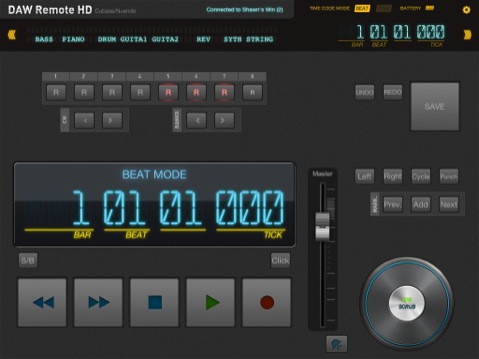 DAW Remote HD Cubase/Nuendo Connected to Shawn's Win (2) TIME CODE MODE BEAT BATTERY
BASS PIANO DRUM GUITA1 GUITA2 REV SYTH STRING 1 01 01 000
BAR BEAT TICK
1 2 3 4 5 6 7 8
R R R R R R R R
UNDO REDO SAVE
CH < > BANKS < >
BEAT MODE
1 01 01 000
BAR BEAT TICK
Master
Left Right Cycle Punch
MARK. Prev. Add Next
S/B Click
SCRUB